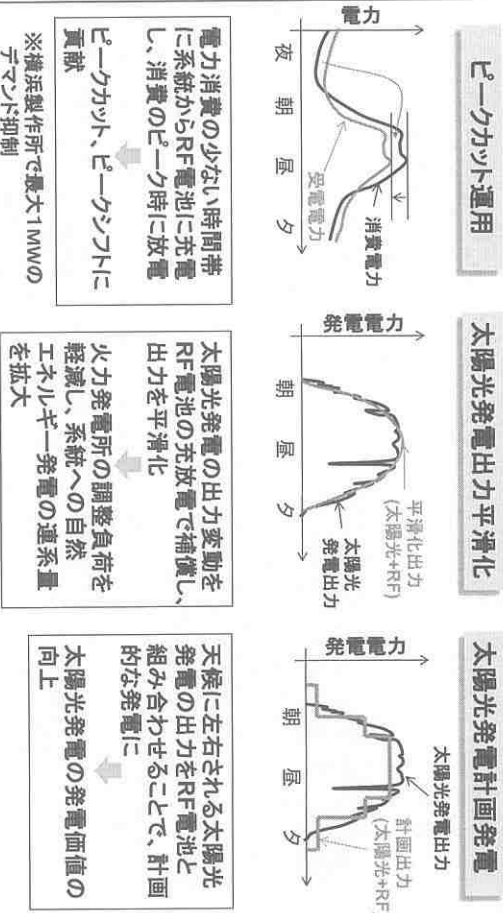 ピークカット運用
電力
夜 朝 昼 夕
消費電力
受電電力
電力消費の少ない時間帯
に系統からRF電池に充電
し、消費のピーク時に放電
ピークカット、ピークシフトに
貢献
※横浜製作所で最大1MWの
デマンド抑制
太陽光発電出力平滑化
発電電力
朝 昼 夕
平滑化出力
(太陽光+RF)
太陽光
発電出力
太陽光発電の出力変動を
RF電池の充放電で補償し、
出力を平滑化
火力発電所の調整負荷を
軽減し、系統への自然
エネルギー発電の連系量
を拡大
太陽光発電計画発電
発電電力
朝 昼 夕
太陽光発電出力
計画出力
(太陽光+RF
天候に左右される太陽光
発電の出力をRF電池と
組み合わせることで、計画
的な発電に
太陽光発電の発電価値の
向上